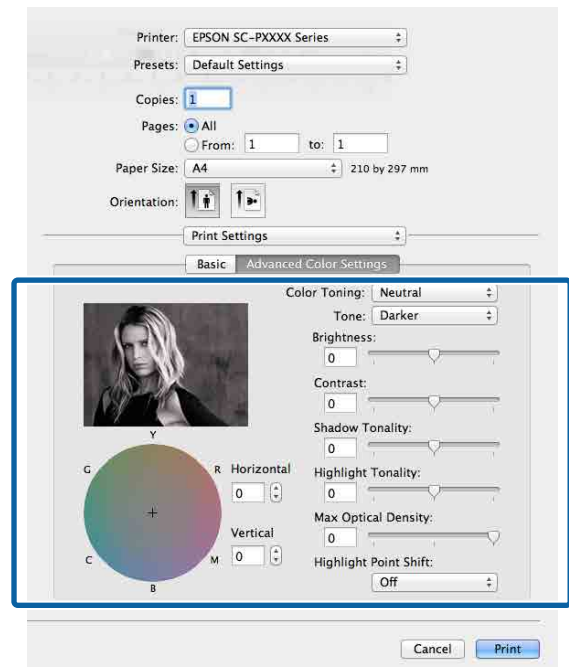 Printer: EPSON SC-PXXXX Series
Presets: Default Settings
Copies: 1
Pages: All
From: 1 to: 1
Paper Size: A4 210 by 297 mm
Orientation:
Print Settings
Basic Advanced Color Settings
Color Toning: Neutral
Tone: Darker
Brightness:
0
Contrast:
0
Shadow Tonality:
0
Highlight Tonality:
0
Max Optical Density:
0
Highlight Point Shift:
Off
Y
G R
C M
B
Horizontal
0
Vertical
0
Cancel Print